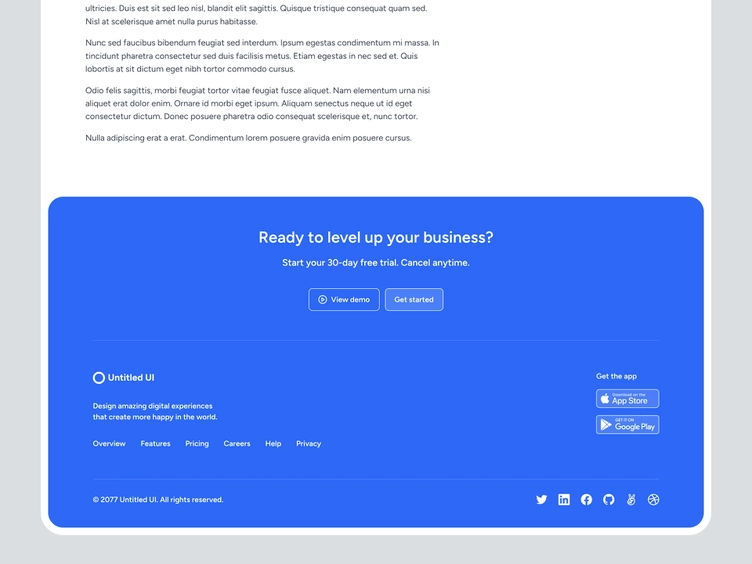 ultricies. Duis est sit sed leo nisl, blandit elit sagittis. Quisque tristique consequat quam sed.
Nisl at scelerisque amet nulla purus habitasse.
Nunc sed faucibus bibendum feugiat sed interdum. Ipsum egestas condimentum mi massa. In
tincidunt pharetra consectetur sed duis facilisis metus. Etiam egestas in nec sed et. Quis
lobortis at sit dictum eget nibh tortor commodo cursus.
Odio felis sagittis, morbi feugiat tortor vitae feugiat fusce aliquet. Nam elementum urna nisi
aliquet erat dolor enim. Ornare id morbi eget ipsum. Aliquam senectus neque ut id eget
consectetur dictum. Donec posuere pharetra odio consequat scelerisque et, nunc tortor.
Nulla adipiscing erat a erat. Condimentum lorem posuere gravida enim posuere cursus.
Ready to level up your business?
Start your 30-day free trial. Cancel anytime.
View demo
Get started
Untitled UI
Design amazing digital experiences
that create more happy in the world.
Overview
Features
Pricing
Careers
Help
Privacy
Get the app
Download on the
App Store
GET IT ON
Google Play
© 2077 Untitled UI. All rights reserved.